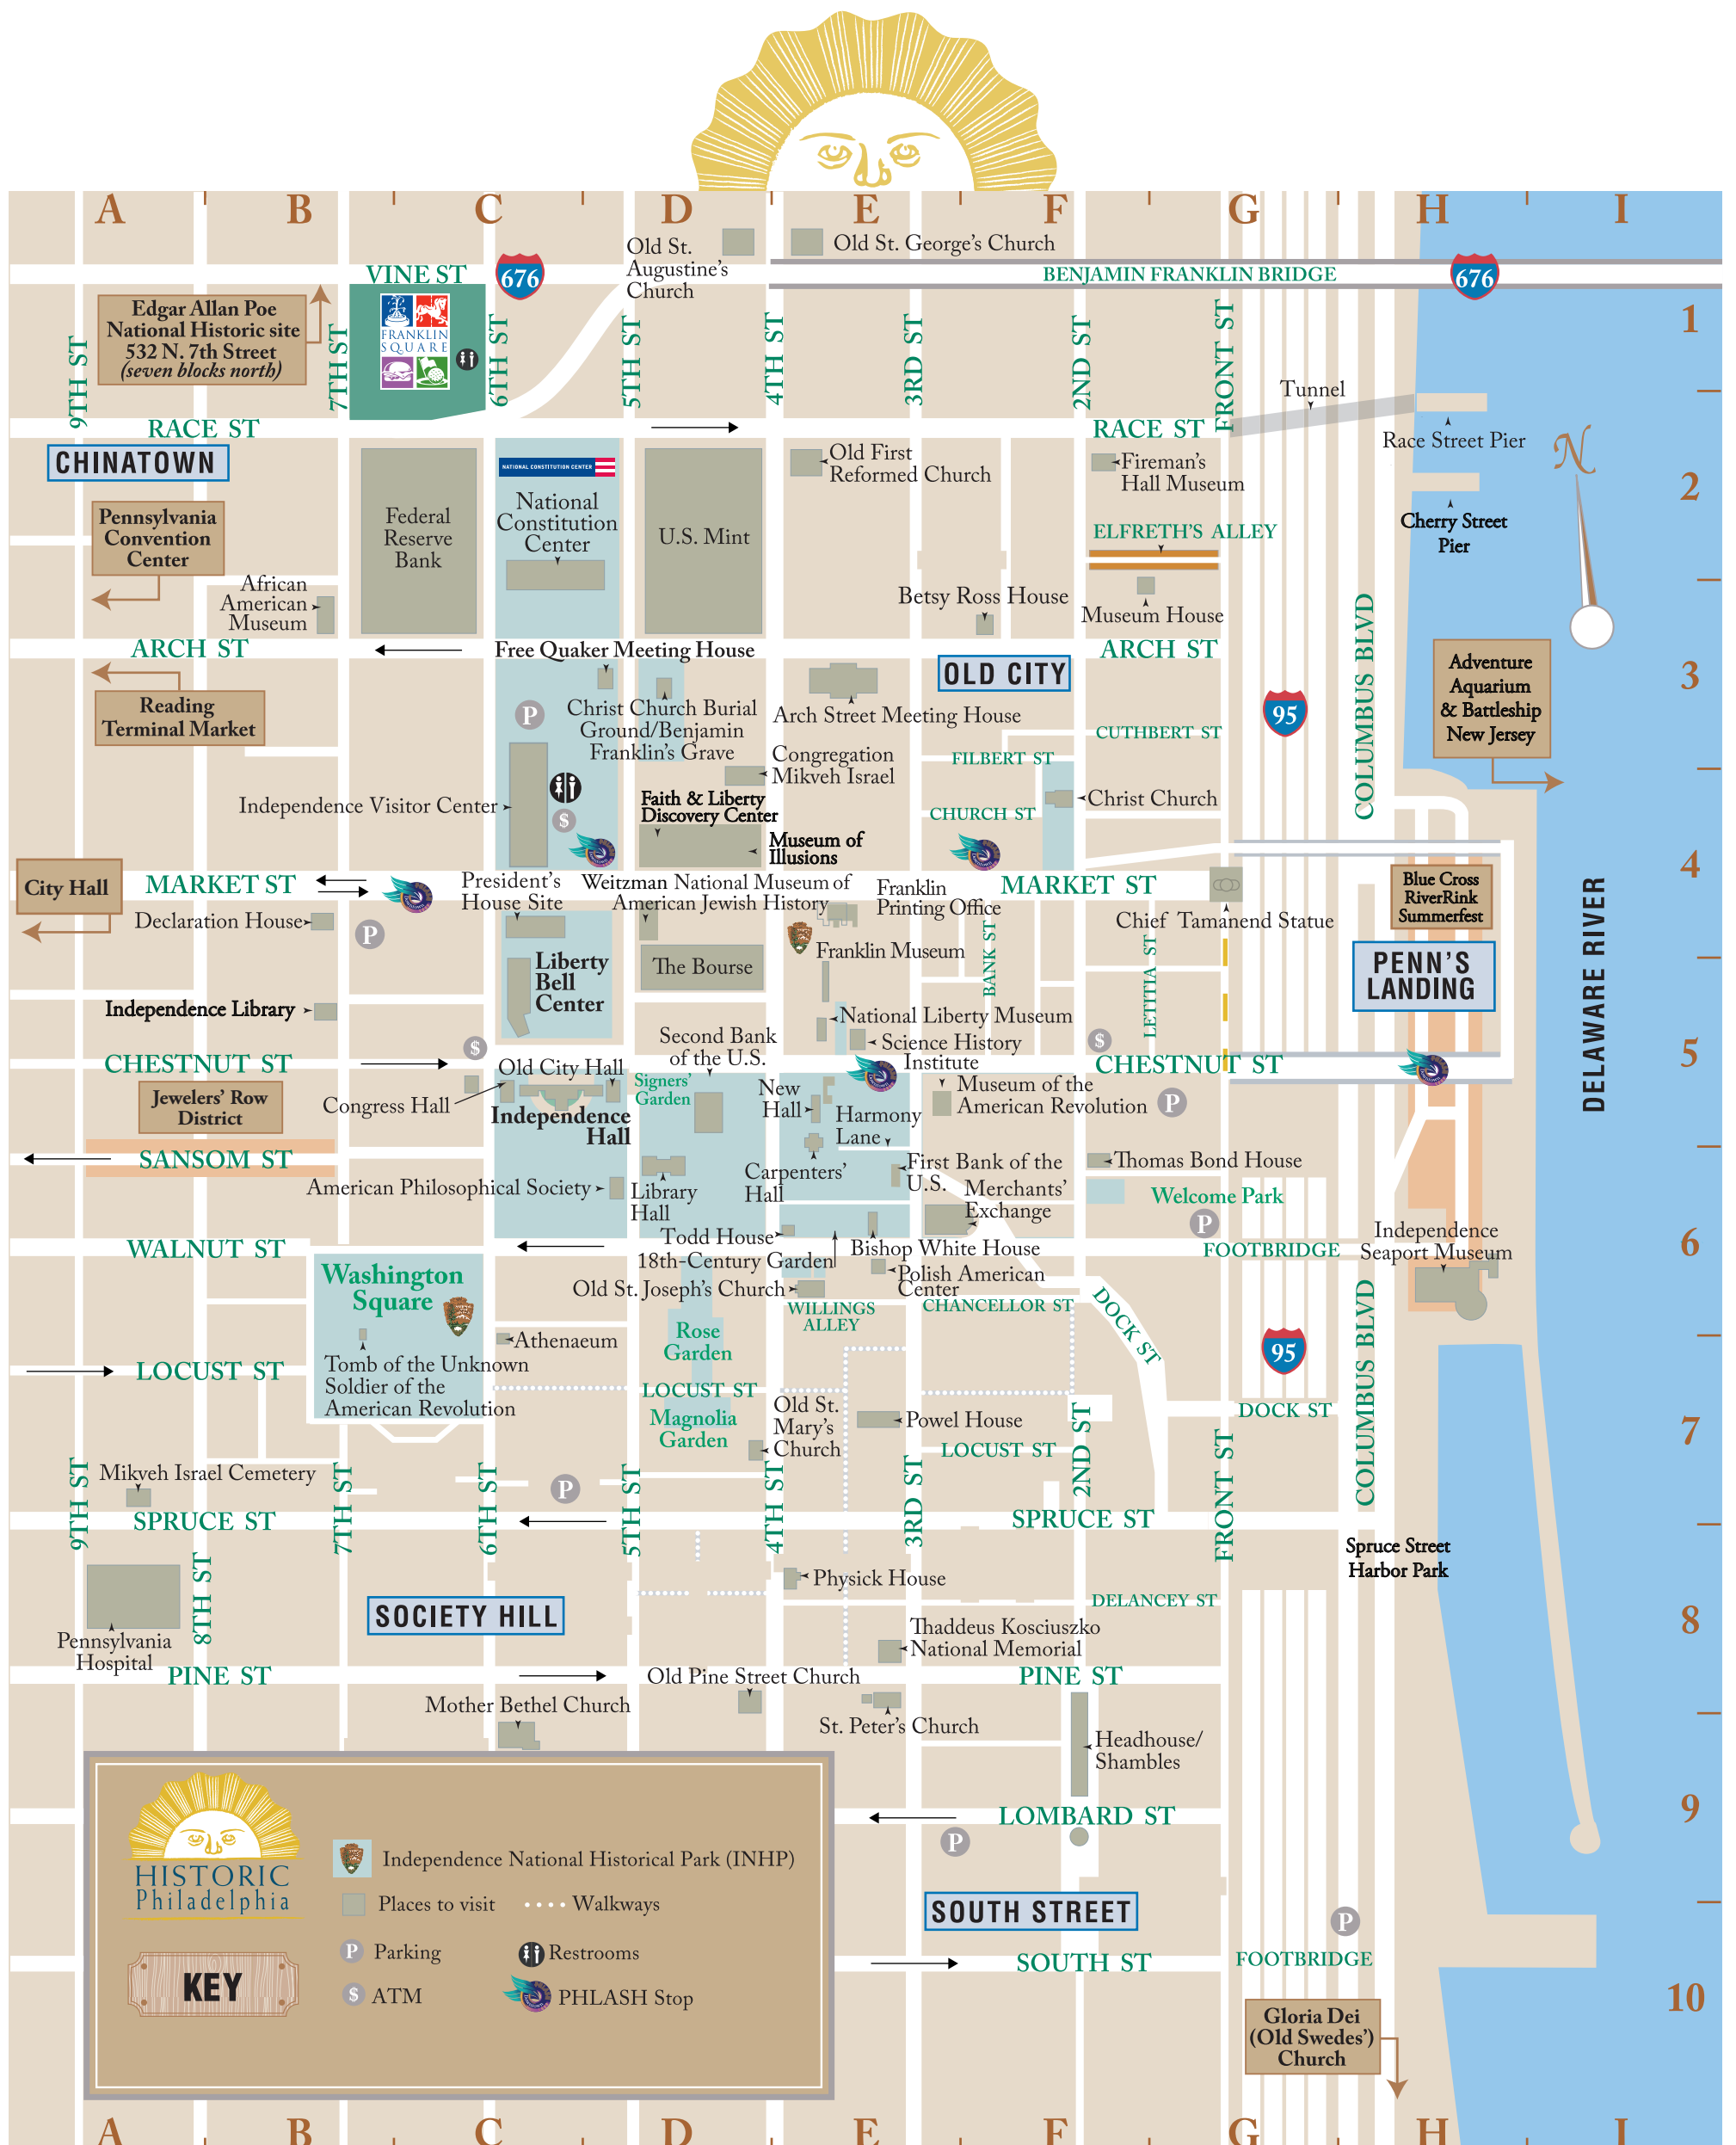 A B C D E F G H I
Old St.
Augustine's
Church
Old St. George's Church
VINE ST
676
BENJAMIN FRANKLIN BRIDGE
676
Edgar Allan Poe
National Historic site
532 N. 7th Street
(seven blocks north)
FRANKLIN
SQUARE
1
9TH ST
7TH ST
6TH ST
5TH ST
4TH ST
3RD ST
2ND ST
FRONT ST
Tunnel
RACE ST
RACE ST
Race Street Pier
N
CHINATOWN
NATIONAL CONSTITUTION CENTER
Old First
Reformed Church
Fireman's
Hall Museum
2
Pennsylvania
Convention
Center
Federal
Reserve
Bank
National
Constitution
Center
U.S. Mint
ELFRETH'S ALLEY
Cherry Street
Pier
African
American
Museum
Betsy Ross House
Museum House
COLUMBUS BLVD
ARCH ST
Free Quaker Meeting House
ARCH ST
Reading
Terminal Market
OLD CITY
Adventure
Aquarium
& Battleship
New Jersey
3
P
Christ Church Burial
Ground/Benjamin
Franklin's Grave
Arch Street Meeting House
95
CUTHBERT ST
FILBERT ST
Congregation
Mikveh Israel
Independence Visitor Center
$
Faith & Liberty
Discovery Center
Museum of
Illusions
Christ Church
CHURCH ST
4
City Hall
MARKET ST
President's
House Site
Weitzman National Museum of
American Jewish History
Franklin
Printing Office
MARKET ST
Blue Cross
RiverRink
Summerfest
Declaration House
P
Chief Tamanend Statue
DELAWARE RIVER
Franklin Museum
BANK ST
LETITIA ST
Liberty
Bell
Center
The Bourse
PENN'S
LANDING
Independence Library
National Liberty Museum
$
Second Bank
of the U.S.
Science History
Institute
$
CHESTNUT ST
Old City Hall
CHESTNUT ST
5
Jewelers' Row
District
Congress Hall
Independence
Hall
Signers'
Garden
New
Hall
Harmony
Lane
Museum of the
American Revolution
P
SANSOM ST
Carpenters'
Hall
First Bank of the
U.S.
Thomas Bond House
American Philosophical Society
Library
Hall
Merchants'
Exchange
Welcome Park
P
Todd House
WALNUT ST
18th-Century Garden
Bishop White House
FOOTBRIDGE
Independence
Seaport Museum
6
Washington
Square
Old St. Joseph's Church
Polish American
Center
WILLINGS
ALLEY
CHANCELLOR ST
DOCK ST
COLUMBUS BLVD
Athenaeum
Rose
Garden
95
LOCUST ST
Tomb of the Unknown
Soldier of the
American Revolution
LOCUST ST
Magnolia
Garden
Old St.
Mary's
Church
Powel House
DOCK ST
7
LOCUST ST
9TH ST
Mikveh Israel Cemetery
7TH ST
6TH ST
P
5TH ST
4TH ST
3RD ST
2ND ST
FRONT ST
SPRUCE ST
SPRUCE ST
Spruce Street
Harbor Park
8TH ST
Physick House
DELANCEY ST
SOCIETY HILL
8
Pennsylvania
Hospital
Thaddeus Kosciuszko
National Memorial
PINE ST
Old Pine Street Church
PINE ST
Mother Bethel Church
St. Peter's Church
Headhouse/
Shambles
9
LOMBARD ST
P
HISTORIC
Philadelphia
Independence National Historical Park (INHP)
Places to visit
Walkways
SOUTH STREET
P
KEY
P
Parking
Restrooms
SOUTH ST
FOOTBRIDGE
$
ATM
PHLASH Stop
10
Gloria Dei
(Old Swedes')
Church
A B C D E F G H I